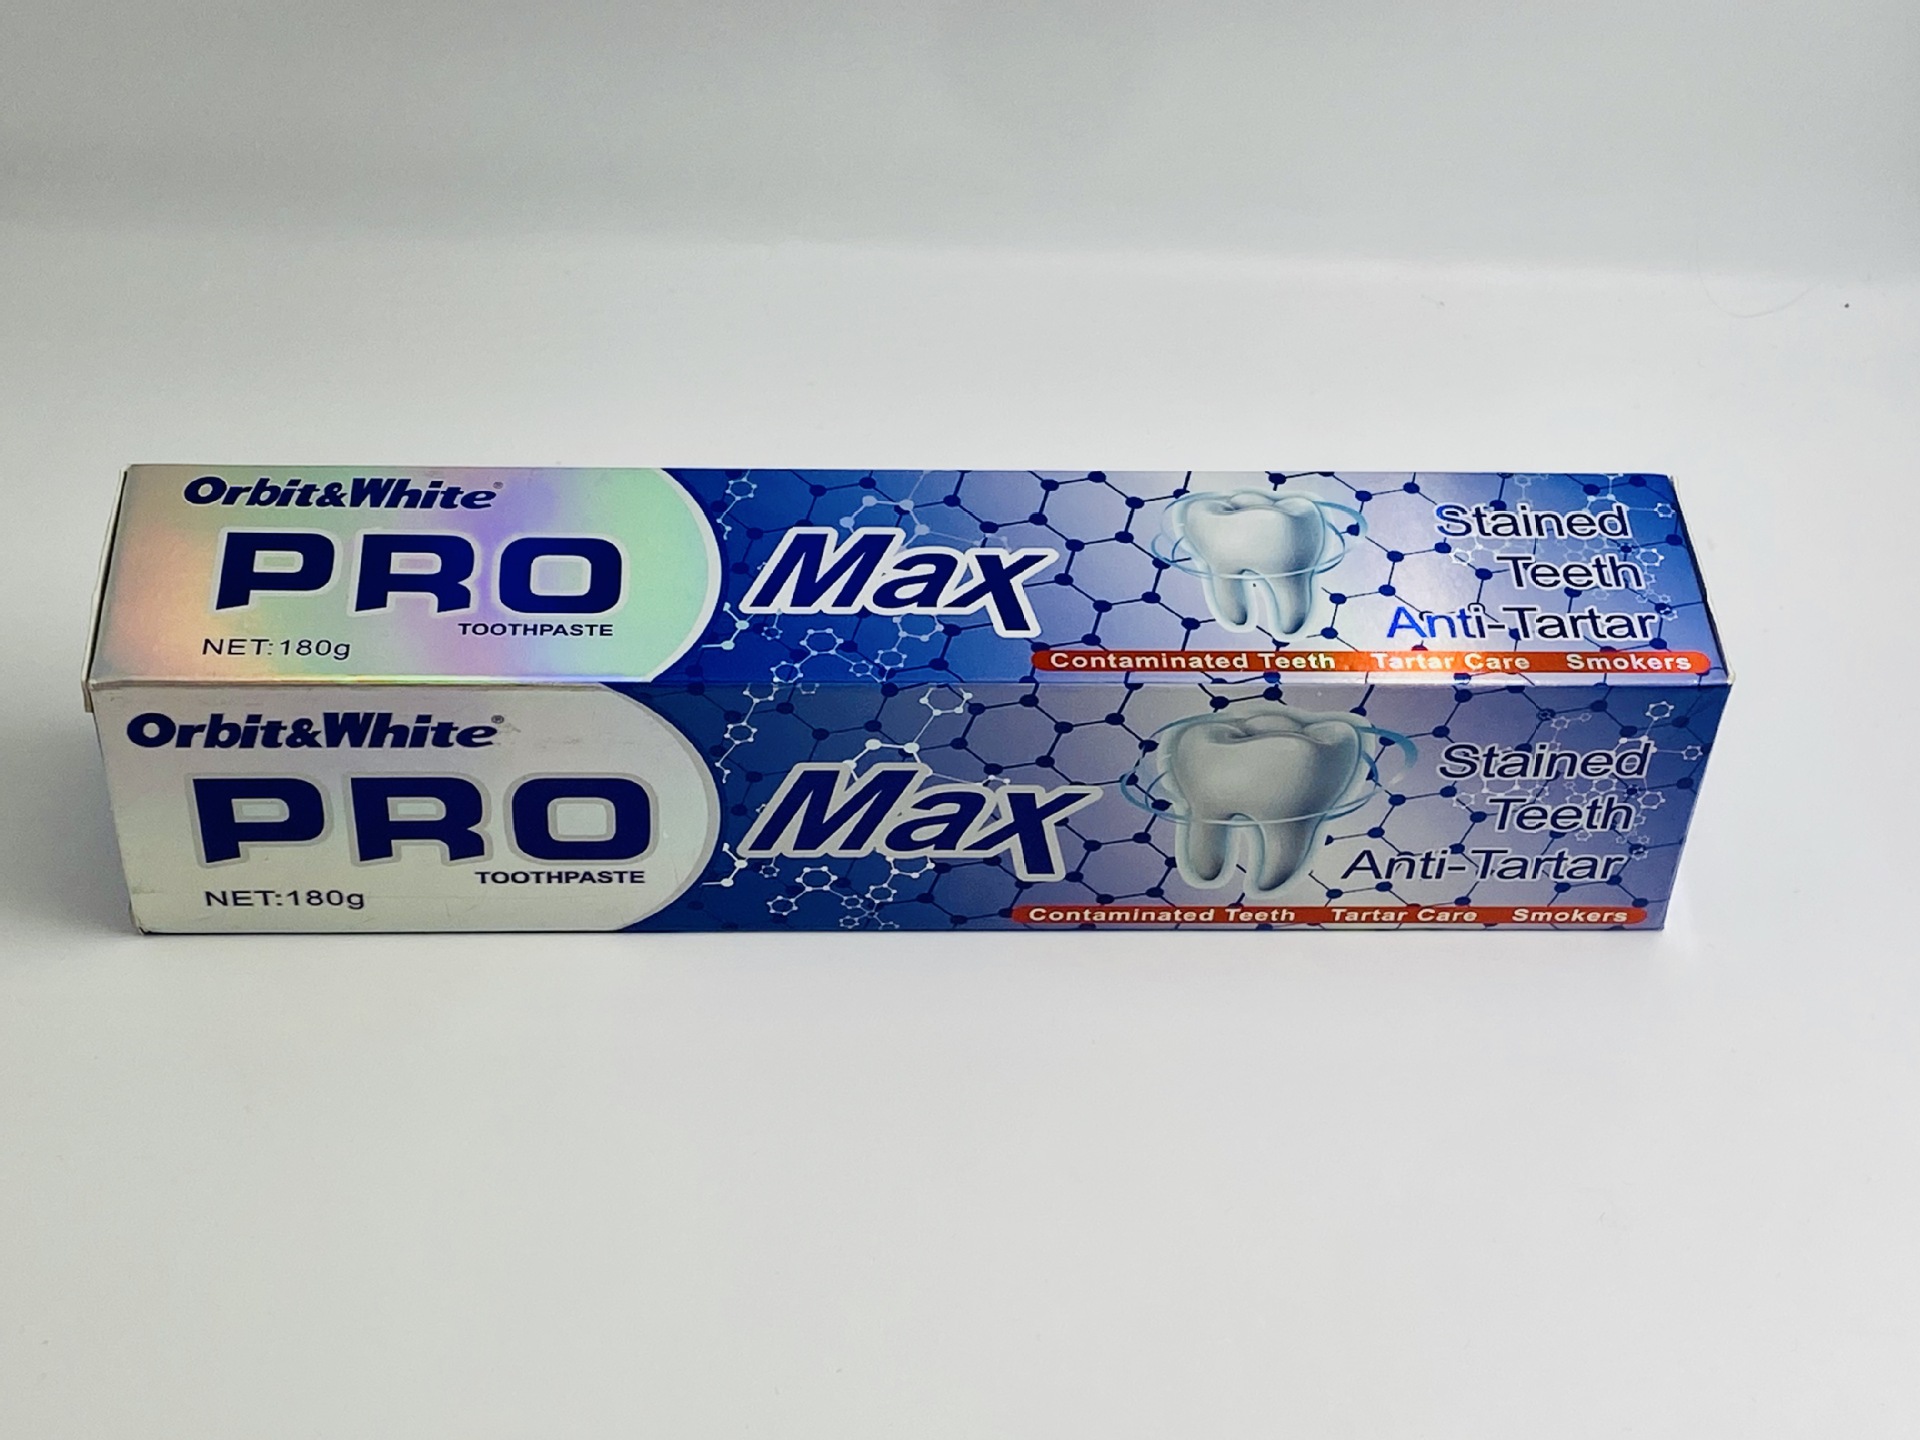 Orbit&White®
PRO
TOOTHPASTE
NET:180g
Max
Stained
Teeth
Anti-Tartar
Contaminated Teeth Tartar Care Smokers
Orbit&White®
PRO
TOOTHPASTE
NET:180g
Max
Stained
Teeth
Anti-Tartar
Contaminated Teeth Tartar Care Smokers